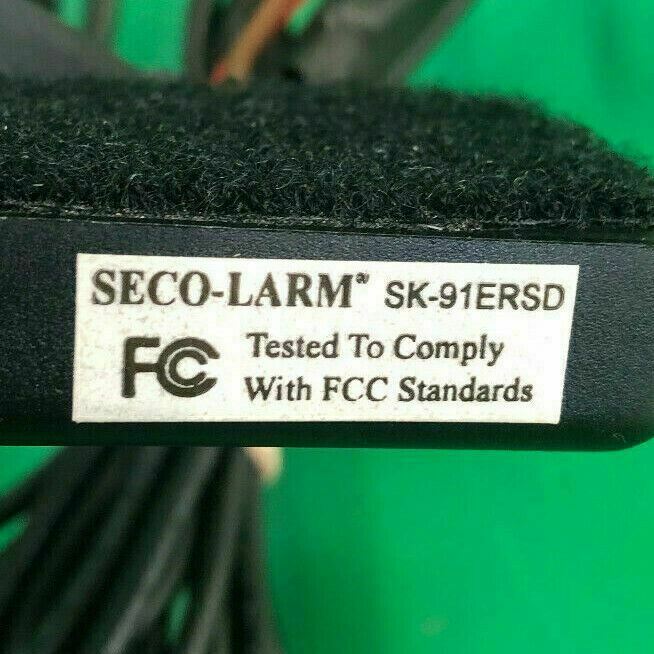 SECO-LARM® SK-91ERSD
FC Tested To Comply
With FCC Standards